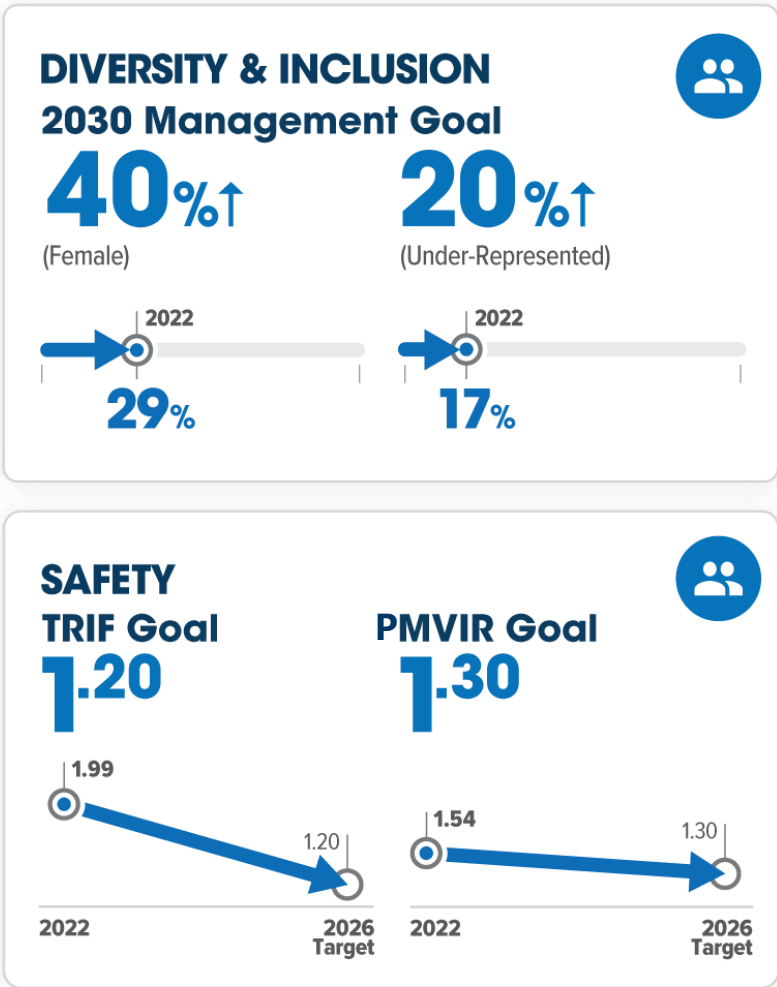 DIVERSITY & INCLUSION
2030 Management Goal
40%↑
(Female)
2022
29%
20%↑
(Under-Represented)
2022
17%
SAFETY
TRIF Goal
1.20
1.99
1.20
2022
2026
Target
PMVIR Goal
1.30
1.54
1.30
2022
2026
Target